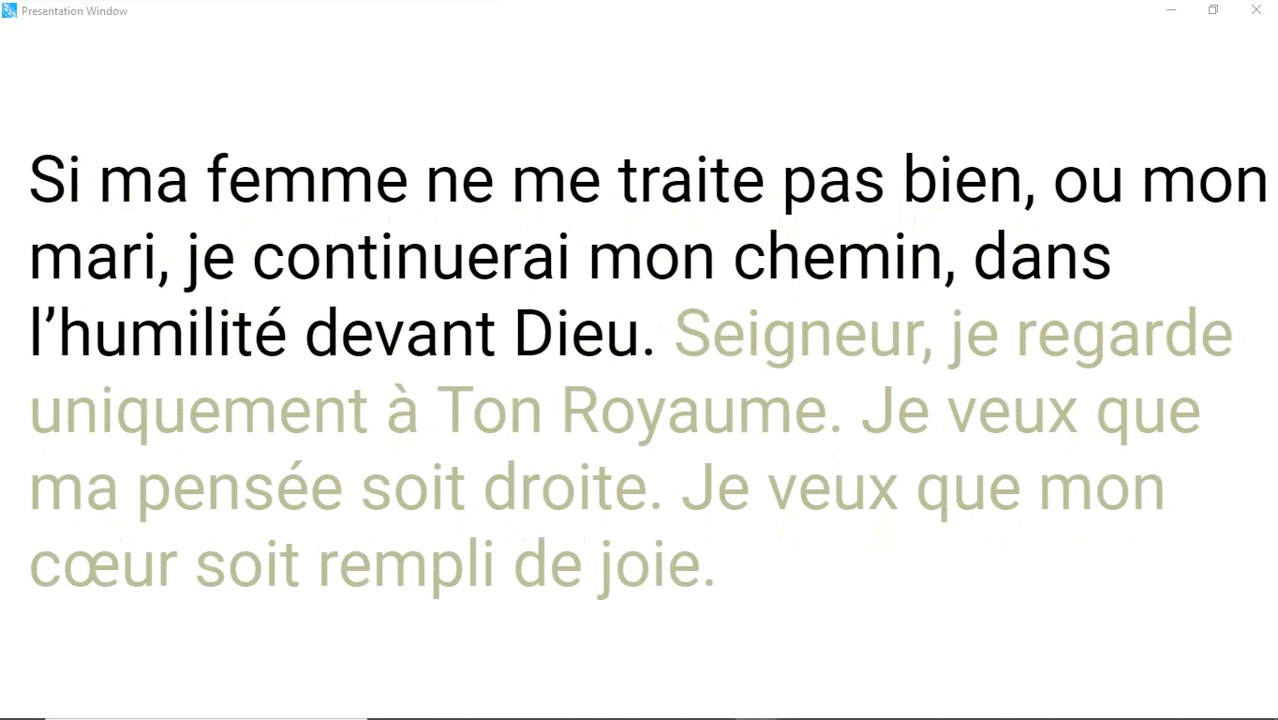 Presentation Window
Si ma femme ne me traite pas bien, ou mon
mari, je continuerai mon chemin, dans
l’humilité devant Dieu. Seigneur, je regarde
uniquement à Ton Royaume. Je veux que
ma pensée soit droite. Je veux que mon
cœur soit rempli de joie.